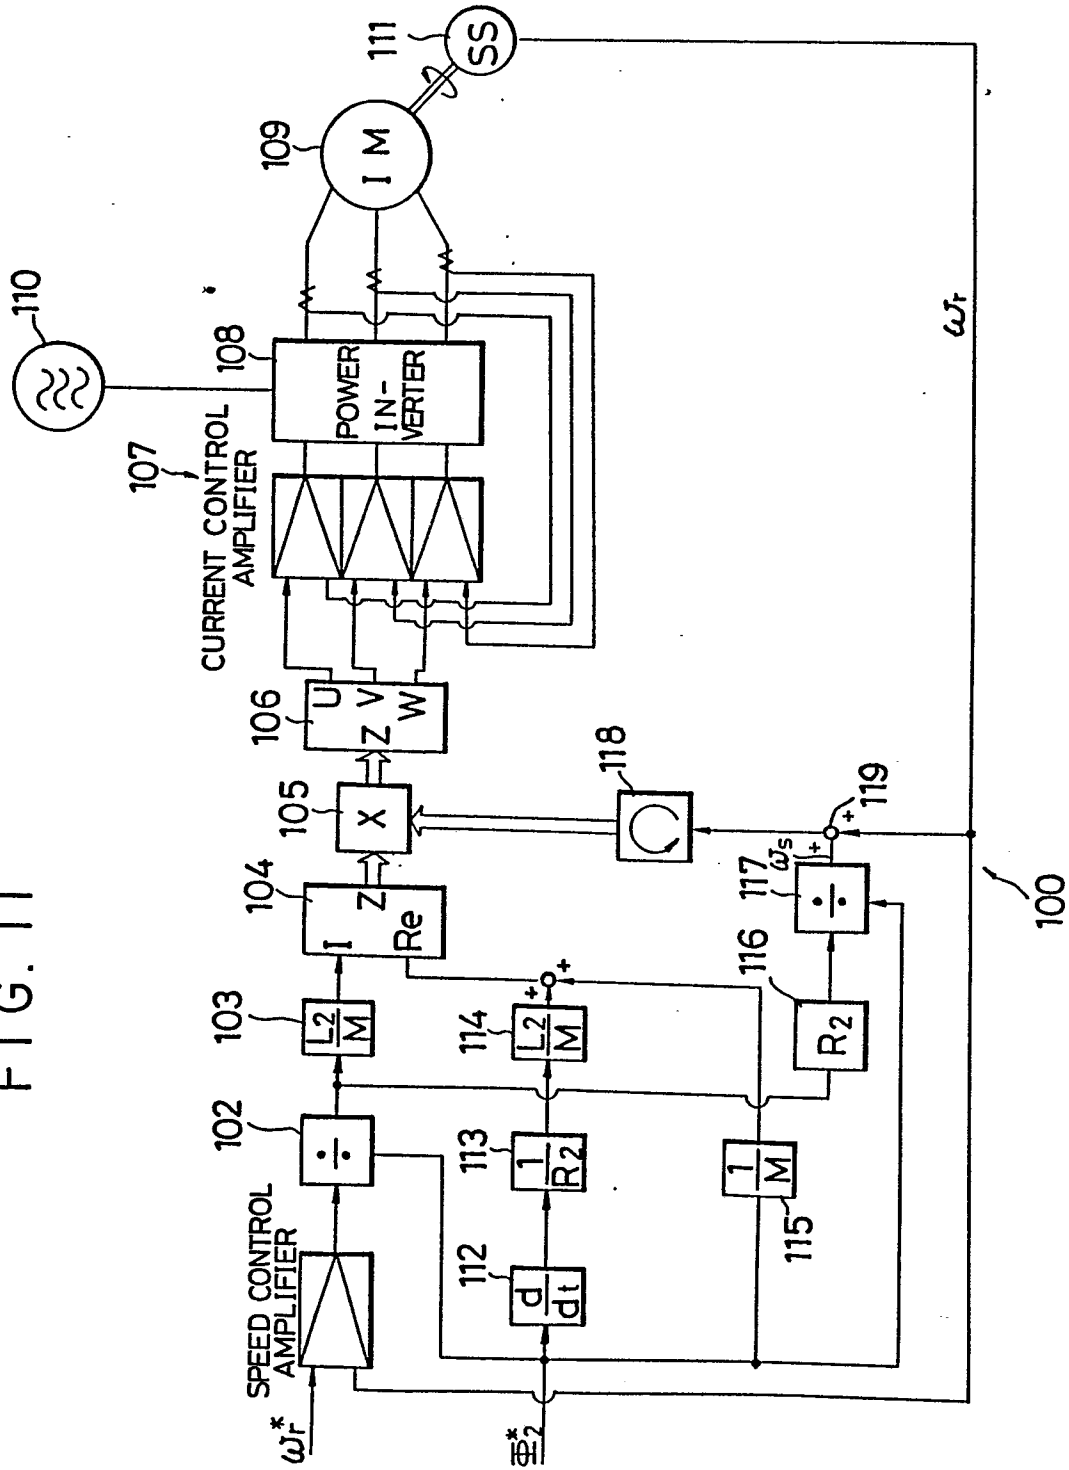 FIG. 11
110
111
109
107
CURRENT CONTROL
AMPLIFIER
108
POWER
IN-
VERTER
I M
SS
SPEED CONTROL
AMPLIFIER
102
÷
103
L2
M
104
I
Z
Re
105
X
106
U
Z V
W
ωr*
Φ2*
112
d
dt
113
1
R2
114
L2
M
+
+
118
115
1
M
116
R2
117
÷
ωs
+
+
119
ωr
100